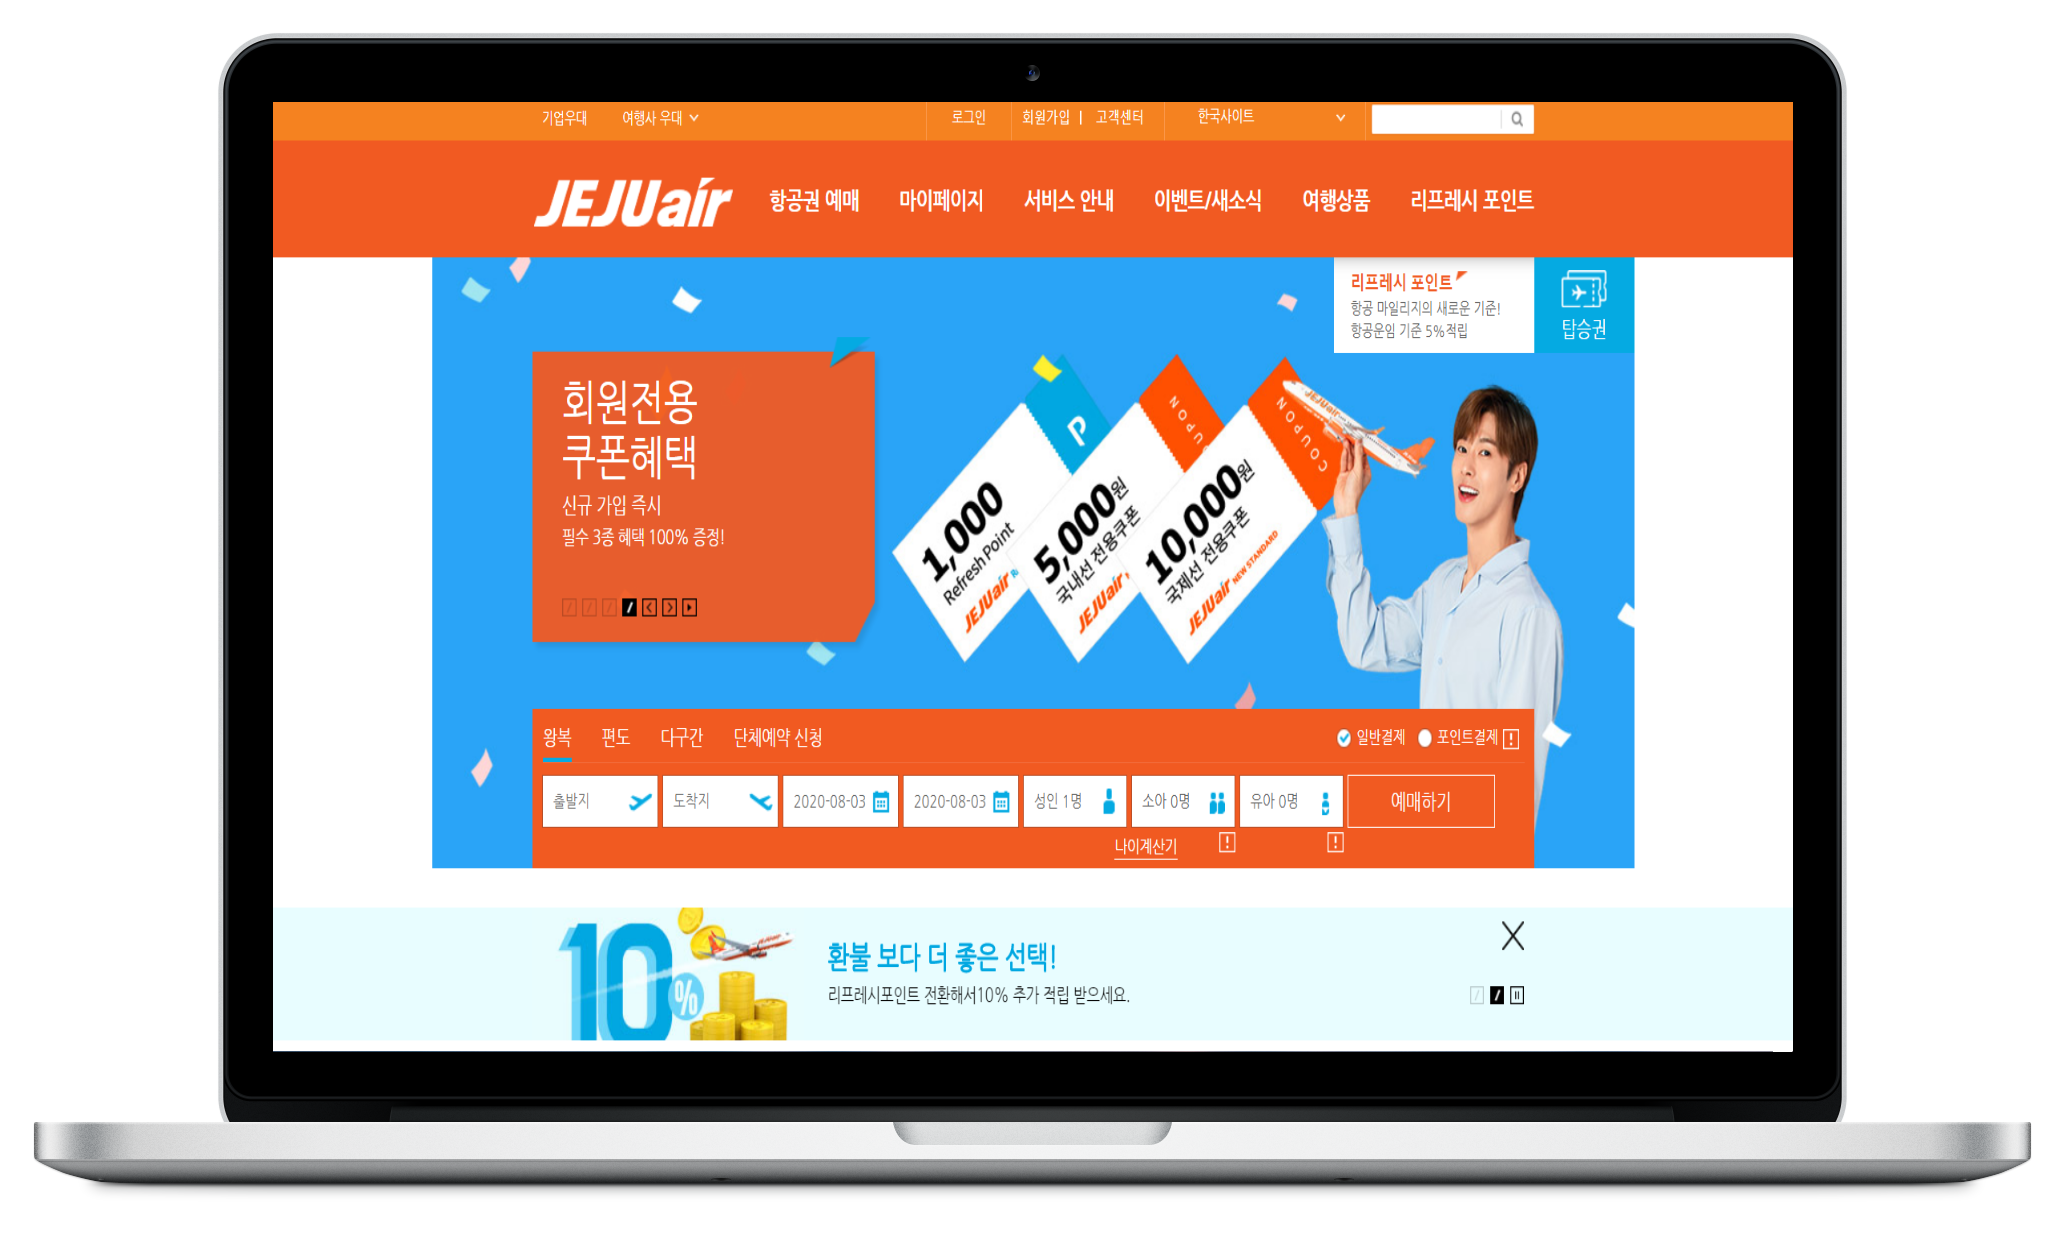 기업우대 여행사 우대 로그인 회원가입 | 고객센터 한국사이트
JEJUair 항공권 예매 마이페이지 서비스 안내 이벤트/새소식 여행상품 리프레시 포인트
리프레시 포인트
항공 마일리지의 새로운 기준!
항공운임 기준 5%적립
탑승권
회원전용
쿠폰혜택
신규 가입 즉시
필수 3종 혜택 100% 증정!
P
1,000
Refresh Point
JEJUair
UPON
5,000원
국내선 전용쿠폰
JEJUair
COUPON
10,000원
국제선 전용쿠폰
JEJUair NEW STANDARD
JEJUair
왕복 편도 다구간 단체예약 신청 일반결제 포인트결제
출발지 도착지 2020-08-03 2020-08-03 성인 1명 소아 0명 유아 0명 예매하기
나이계산기
10%
JEJUair
환불 보다 더 좋은 선택!
리프레시포인트 전환해서10% 추가 적립 받으세요.